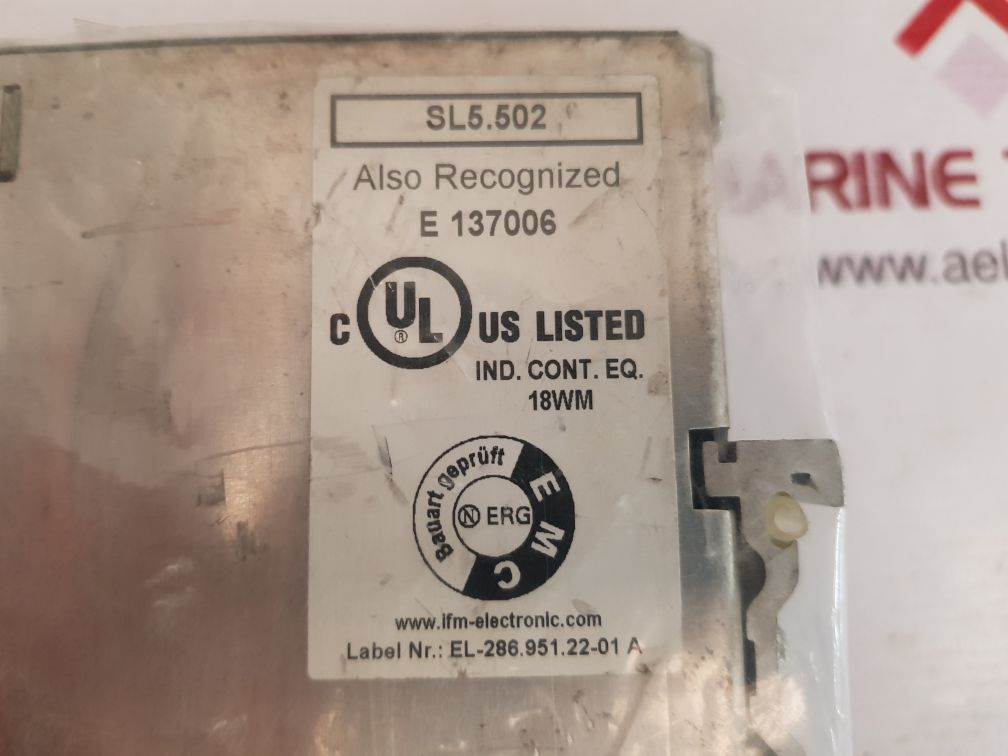 SL5.502
Also Recognized
E 137006
C UL ® US LISTED
IND. CONT. EQ.
18WM
Bauart geprüft EMC
N ERG
www.ifm-electronic.com
Label Nr.: EL-286.951.22-01 A
ARINE
www.ael